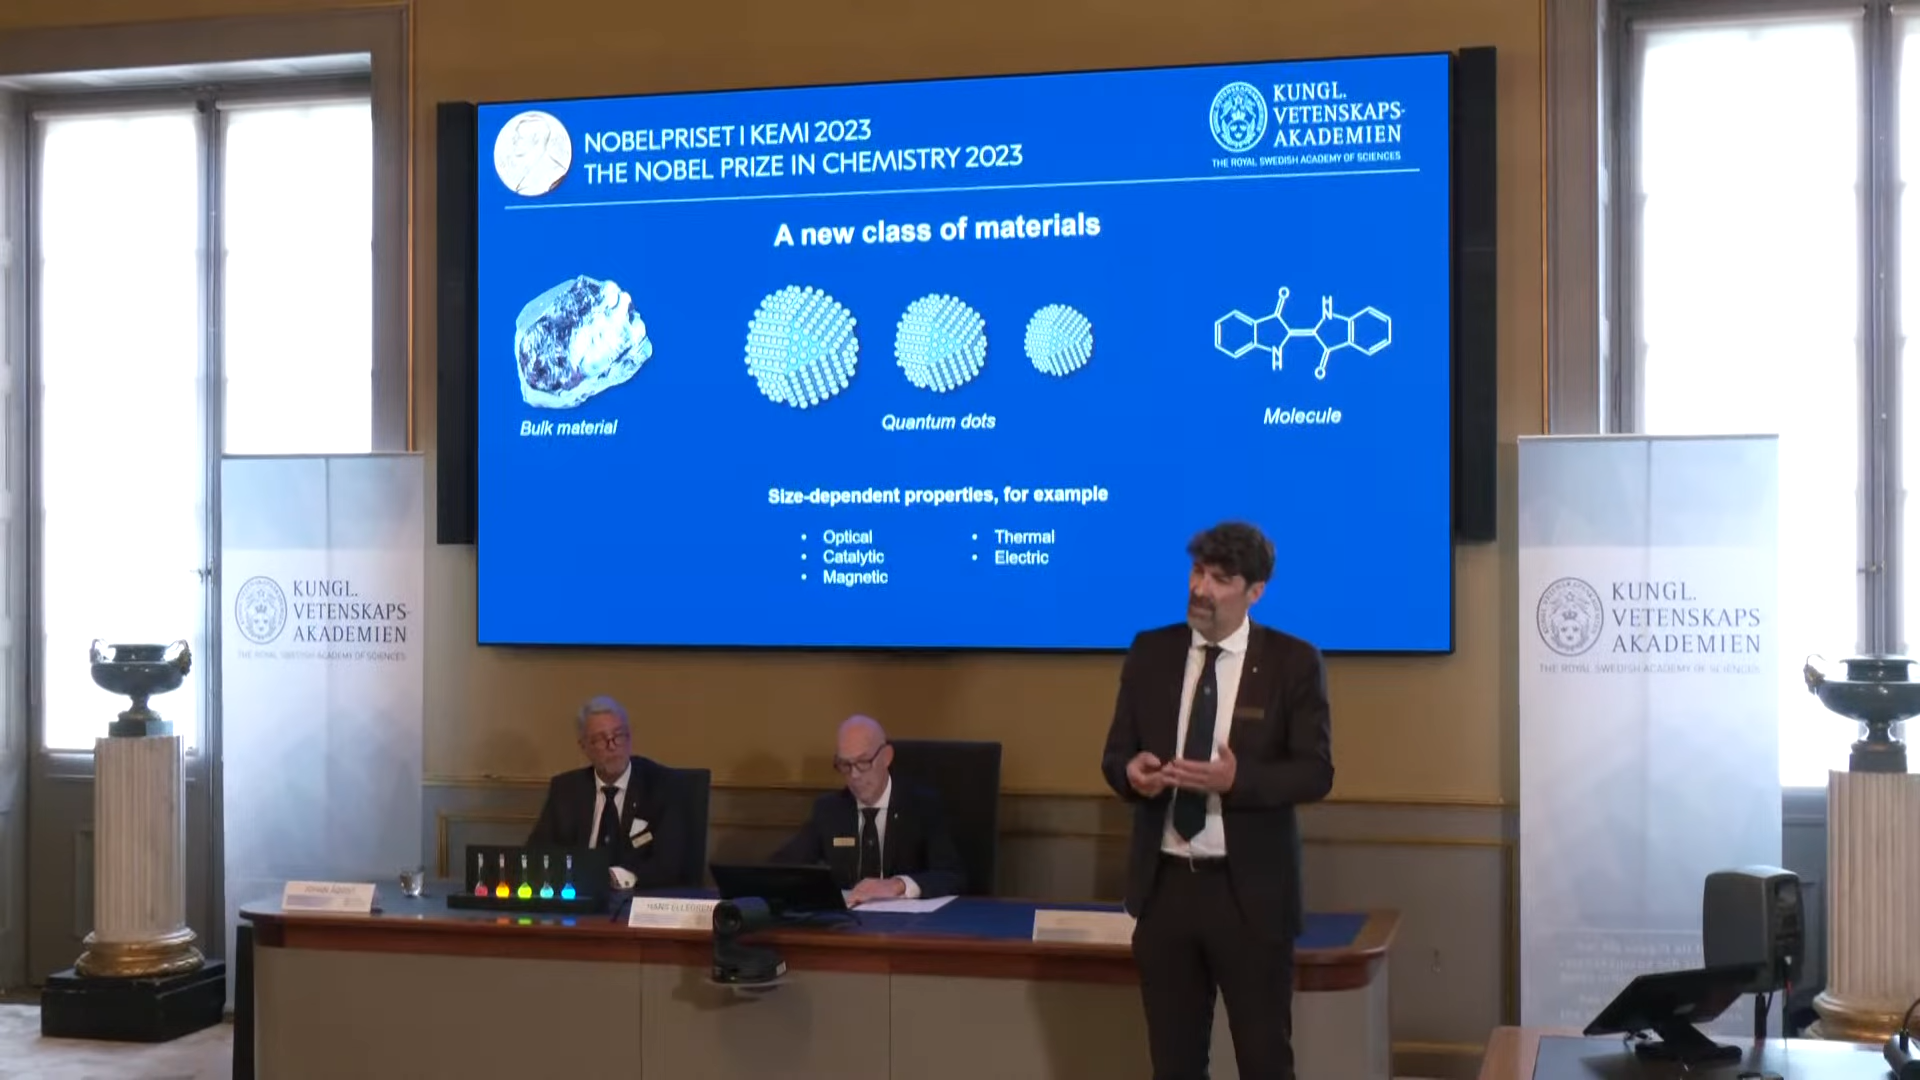 NOBELPRISET I KEMI 2023
THE NOBEL PRIZE IN CHEMISTRY 2023
KUNGL.
VETENSKAPS-
AKADEMIEN
THE ROYAL SWEDISH ACADEMY OF SCIENCES
A new class of materials
O
H
N
N
H
O
Bulk material
Quantum dots
Molecule
Size-dependent properties, for example
• Optical
• Catalytic
• Magnetic
• Thermal
• Electric
KUNGL.
VETENSKAPS-
AKADEMIEN
THE ROYAL SWEDISH ACADEMY OF SCIENCES
KUNGL.
VETENSKAPS
AKADEMIEN
THE ROYAL SWEDISH ACADEMY OF SCIENCES
HANS ELLEGREN